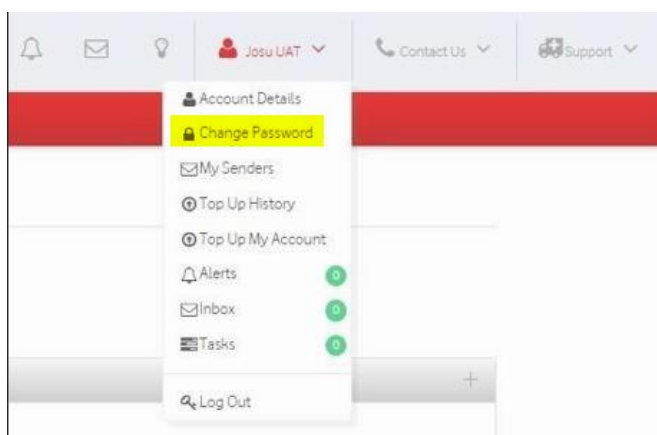 Josu UAT
Contact Us
Support
Account Details
Change Password
My Senders
Top Up History
Top Up My Account
Alerts 0
Inbox 0
Tasks 0
Log Out